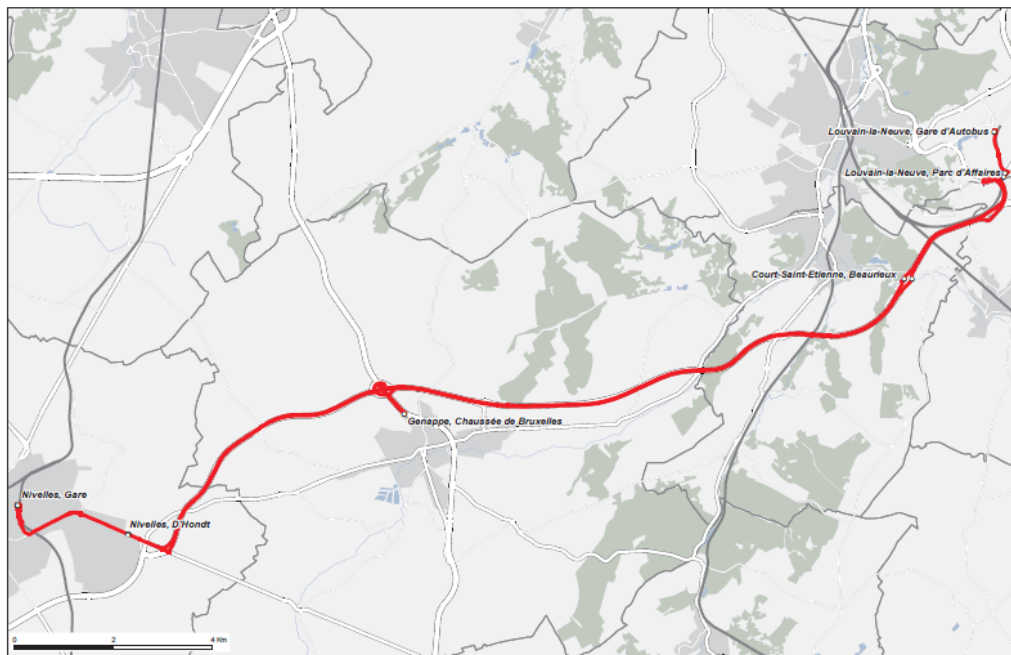 Louvain-la-Neuve, Gare d'Autobus
Louvain-la-Neuve, Parc d'Affaires
Court-Saint-Etienne, Beaurieux
Genappe, Chaussée de Bruxelles
Nivelles, Gare
Nivelles, D'Hondt
0 2 4 Km